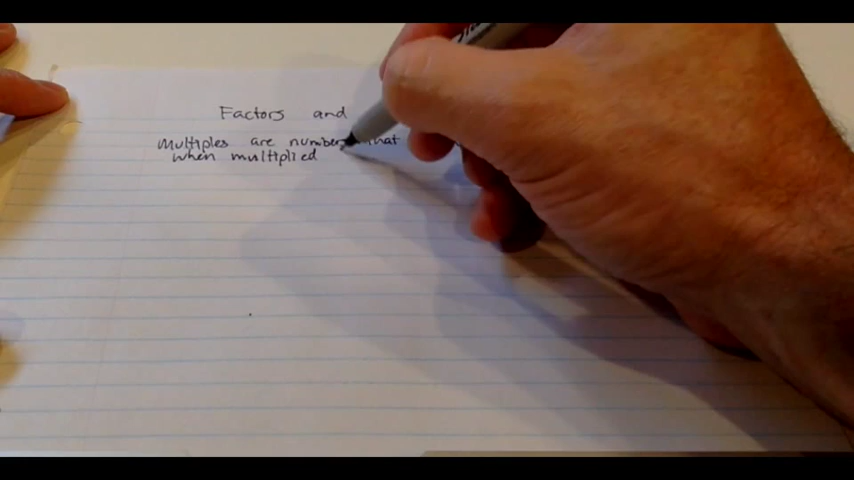 Factors and
Multiples are numbers that
when multiplied